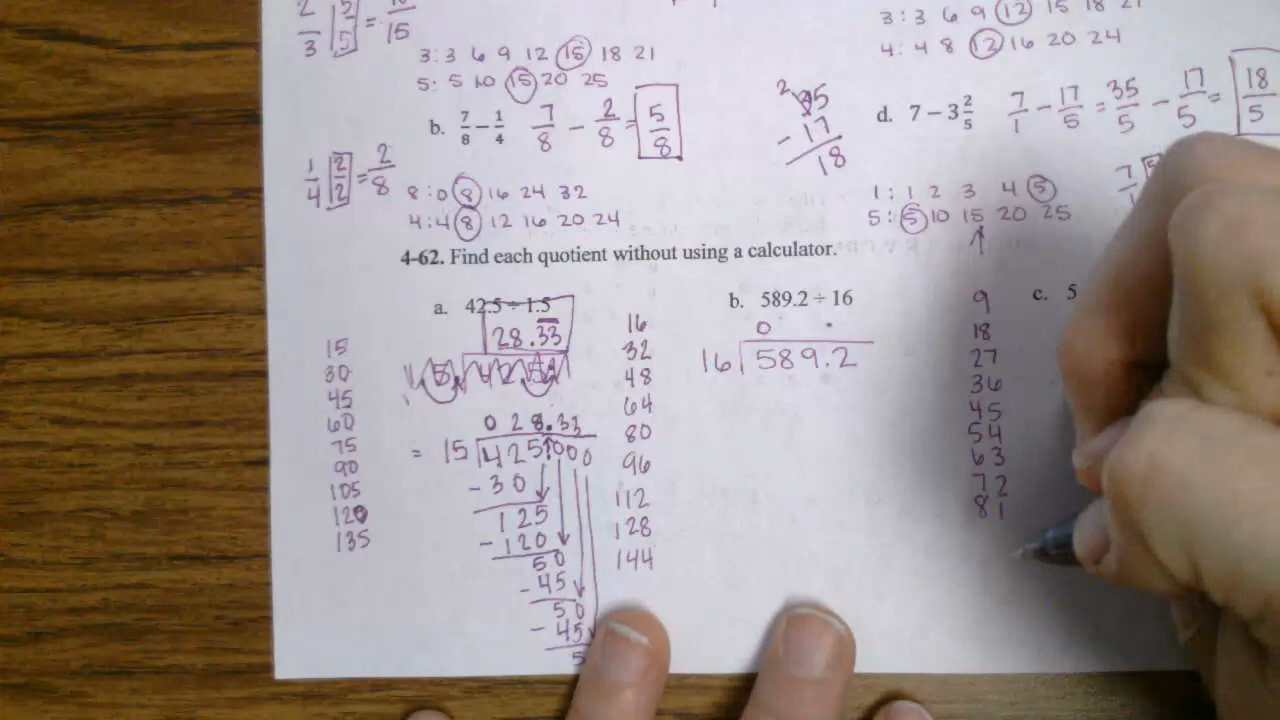 2/3 |5/5| = 10/15
3: 3 6 9 12 15 18 21
5: 5 10 15 20 25
3: 3 6 9 12 15 18 21
4: 4 8 12 16 20 24
b. 7/8 − 1/4 7/8 − 2/8 = 5/8
1/4 |2/2| = 2/8
8: 0 8 16 24 32
4: 4 8 12 16 20 24
2
15
- 17
18
d. 7 − 3 2/5 7/1 − 17/5 = 35/5 − 17/5 = 18/5
1: 1 2 3 4 5
5: 5 10 15 20 25
4-62. Find each quotient without using a calculator.
a. 42.5 ÷ 1.5
28.33
15
30
45
60
75
90
105
120
135
0 2 8.33
= 15 425.000
- 30
125
- 120
50
- 45
50
- 45
5
16
32
48
64
80
96
112
128
144
b. 589.2 ÷ 16
0 .
16 589.2
9
18
27
36
45
54
63
72
81
c. 5